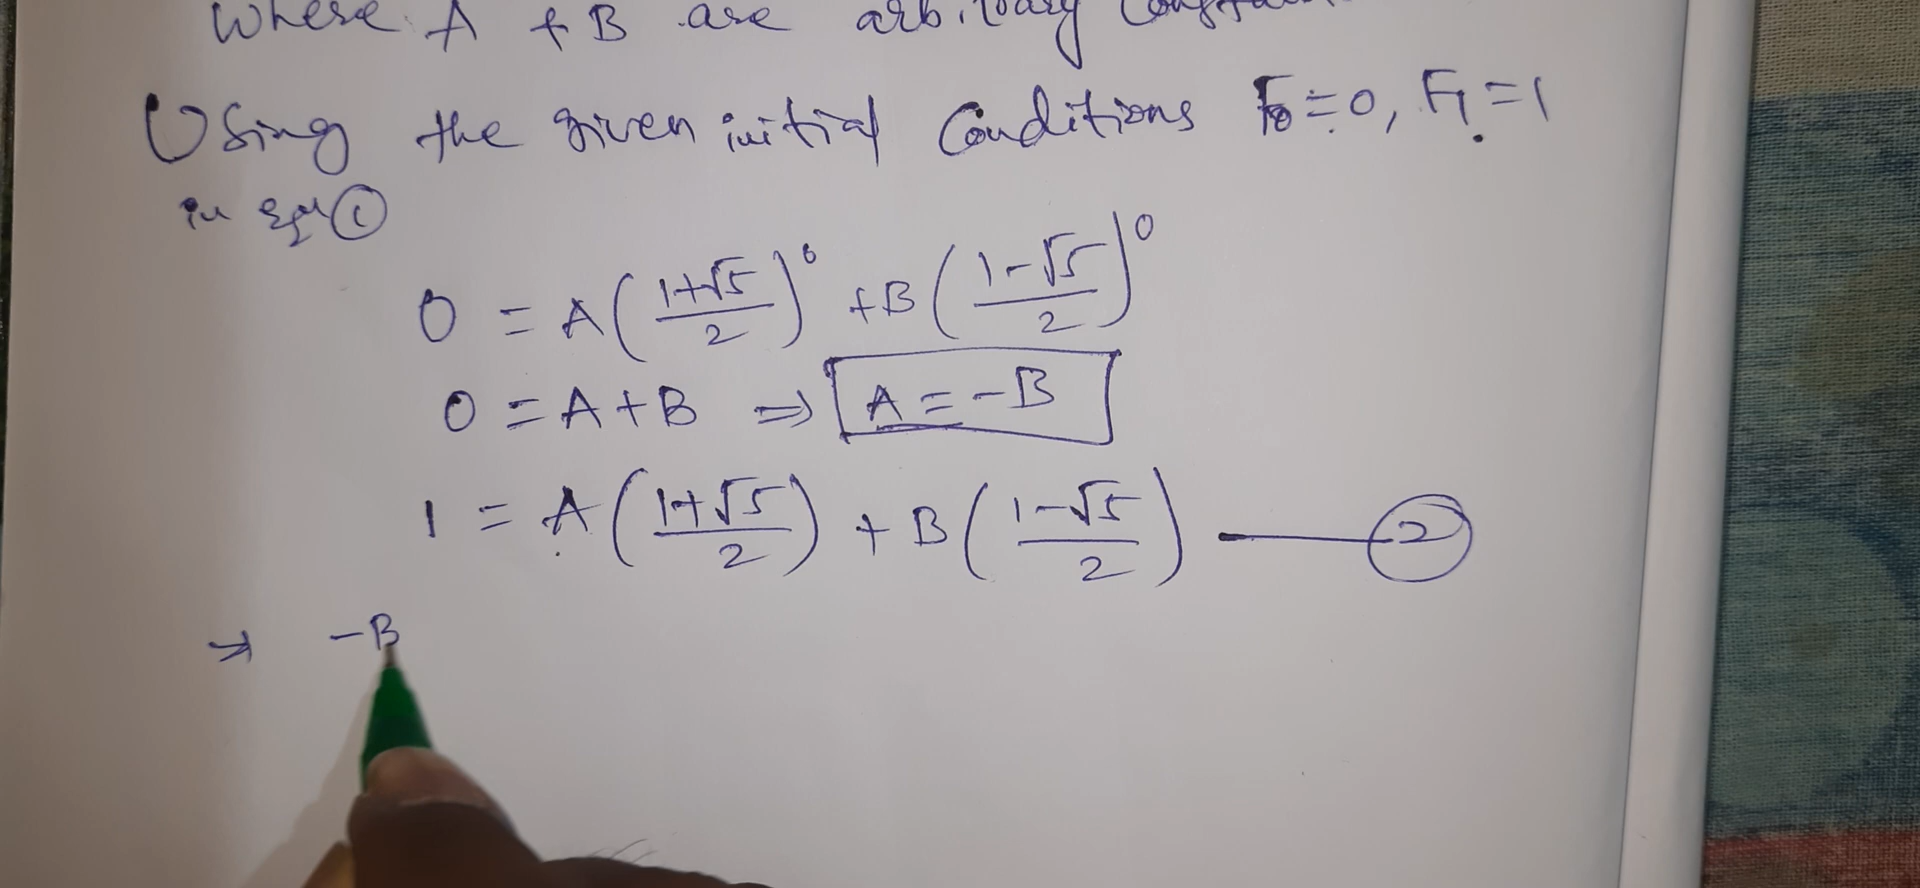 where A + B are arbitrary
Using the given initial Conditions F₀ = 0, F₁ = 1
in eqn ①
0 = A((1+√5)/2)⁰ + B((1-√5)/2)⁰
0 = A + B ⇒ A = -B
1 = A((1+√5)/2) + B((1-√5)/2) — ②
⇒ -B